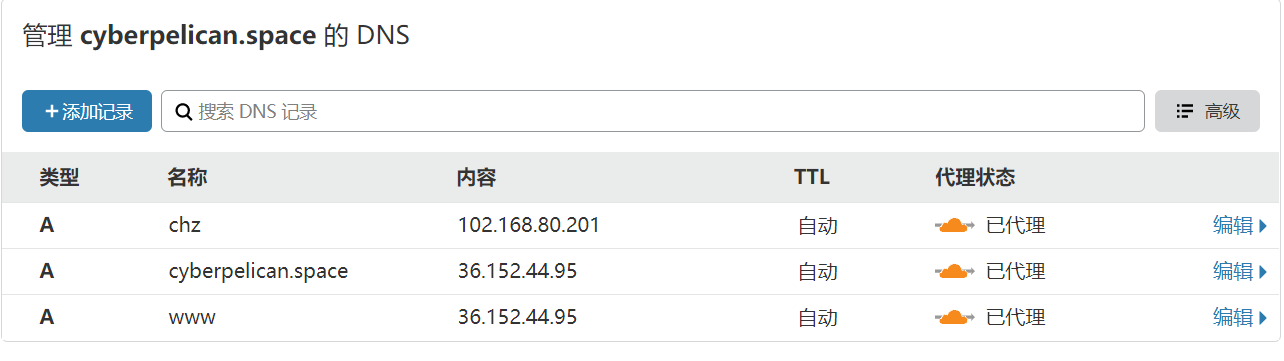 管理 cyberpelican.space 的 DNS
+添加记录 搜索 DNS 记录 高级
类型 名称 内容 TTL 代理状态
A chz 102.168.80.201 自动 已代理 编辑
A cyberpelican.space 36.152.44.95 自动 已代理 编辑
A www 36.152.44.95 自动 已代理 编辑